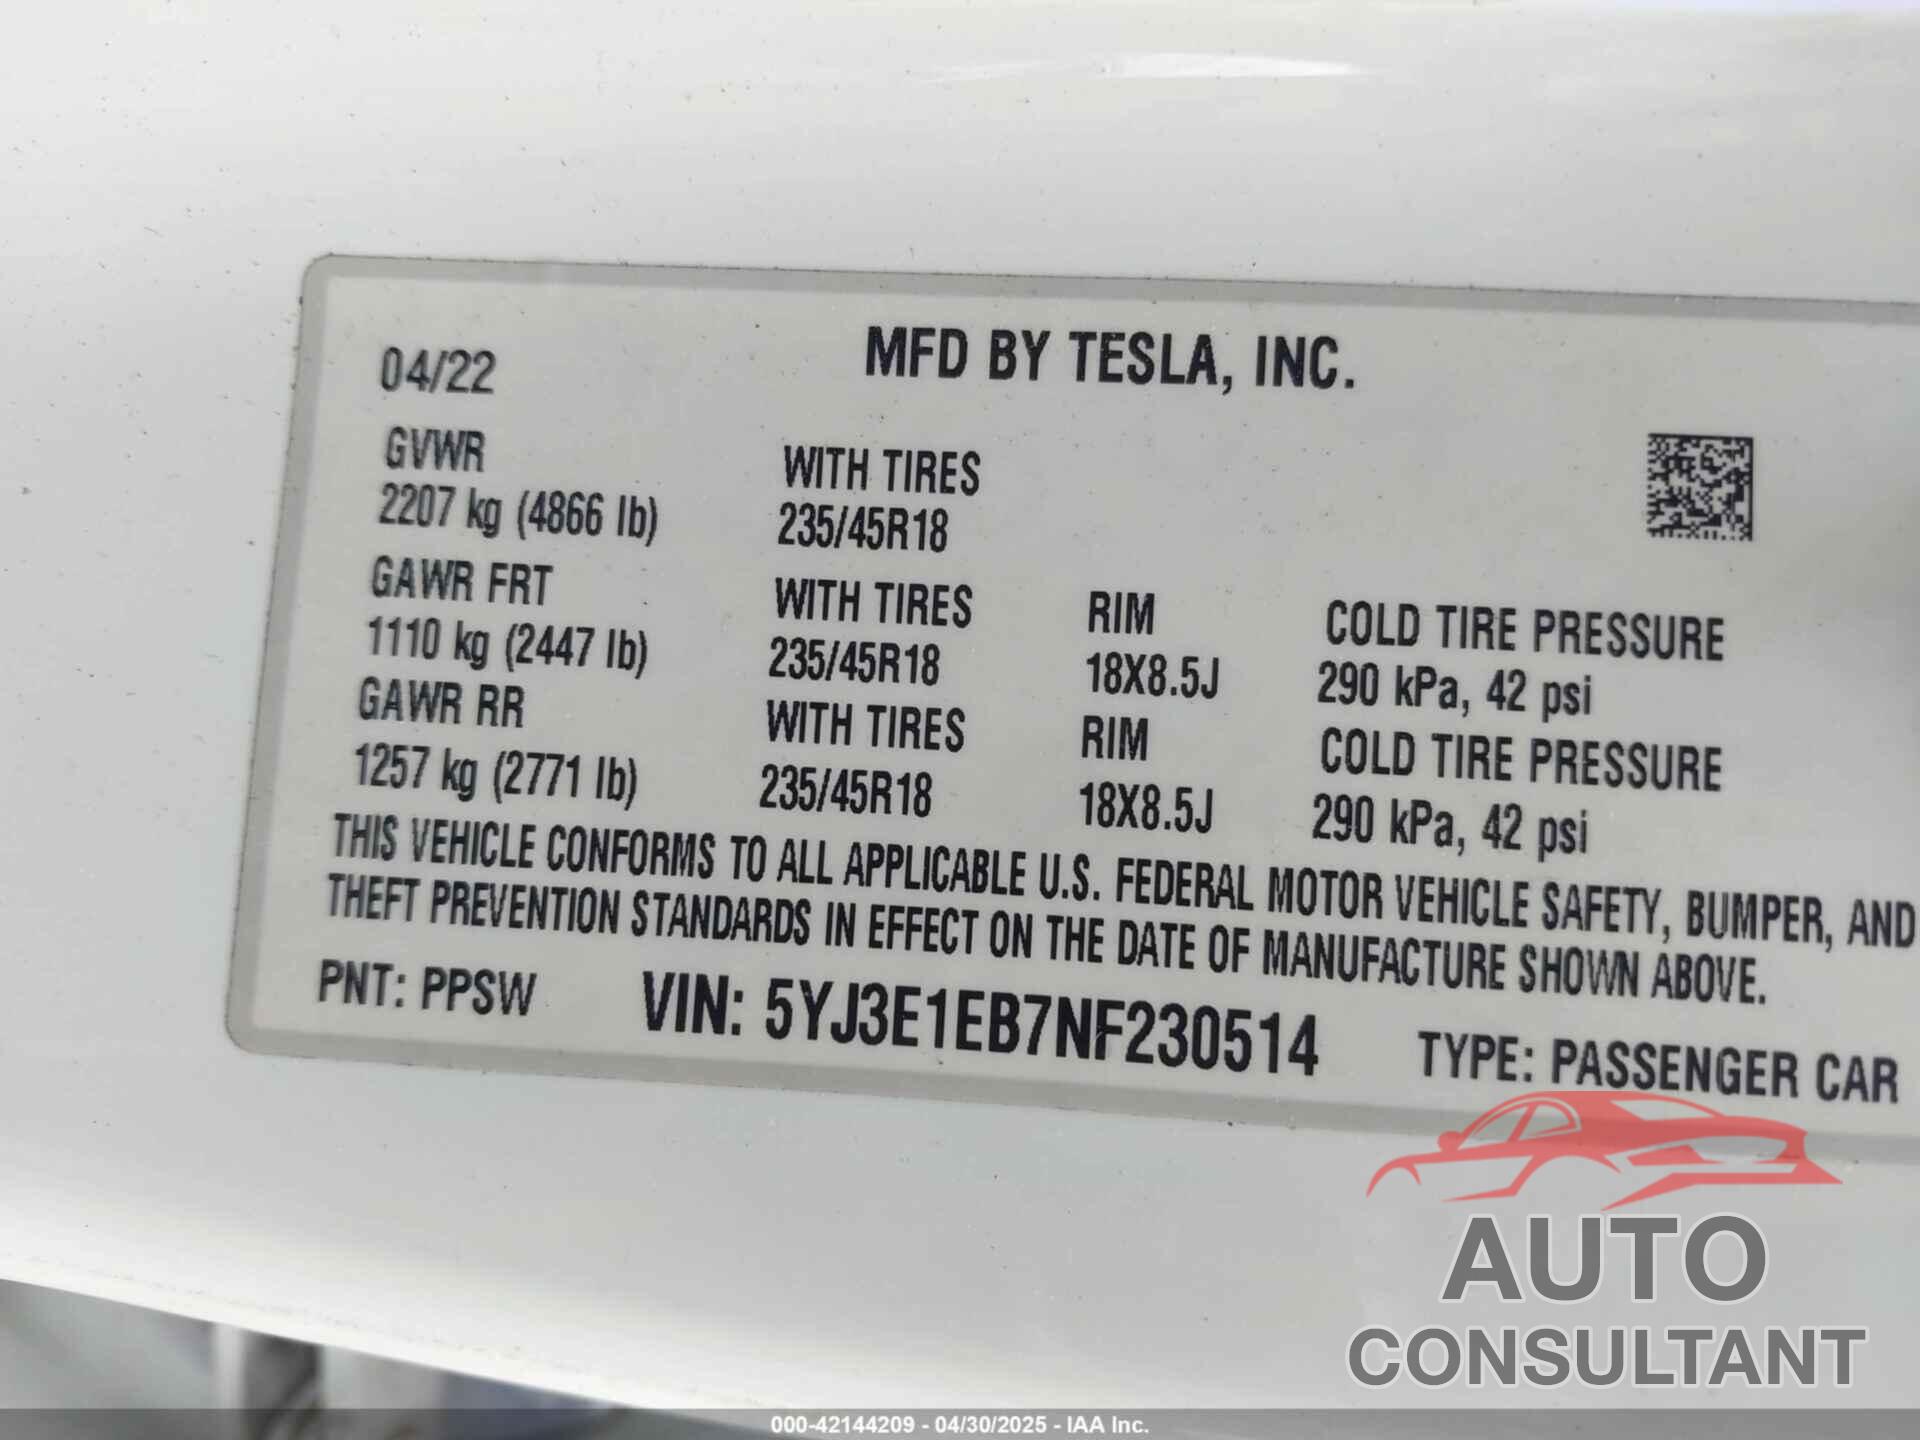 04/22 MFD BY TESLA, INC.
GVWR WITH TIRES
2207 kg (4866 lb) 235/45R18
GAWR FRT WITH TIRES RIM COLD TIRE PRESSURE
1110 kg (2447 lb) 235/45R18 18X8.5J 290 kPa, 42 psi
GAWR RR WITH TIRES RIM COLD TIRE PRESSURE
1257 kg (2771 lb) 235/45R18 18X8.5J 290 kPa, 42 psi
THIS VEHICLE CONFORMS TO ALL APPLICABLE U.S. FEDERAL MOTOR VEHICLE SAFETY, BUMPER, AND
THEFT PREVENTION STANDARDS IN EFFECT ON THE DATE OF MANUFACTURE SHOWN ABOVE.
PNT: PPSW VIN: 5YJ3E1EB7NF230514 TYPE: PASSENGER CAR
AUTO
CONSULTANT
000-42144209 - 04/30/2025 - IAA Inc.